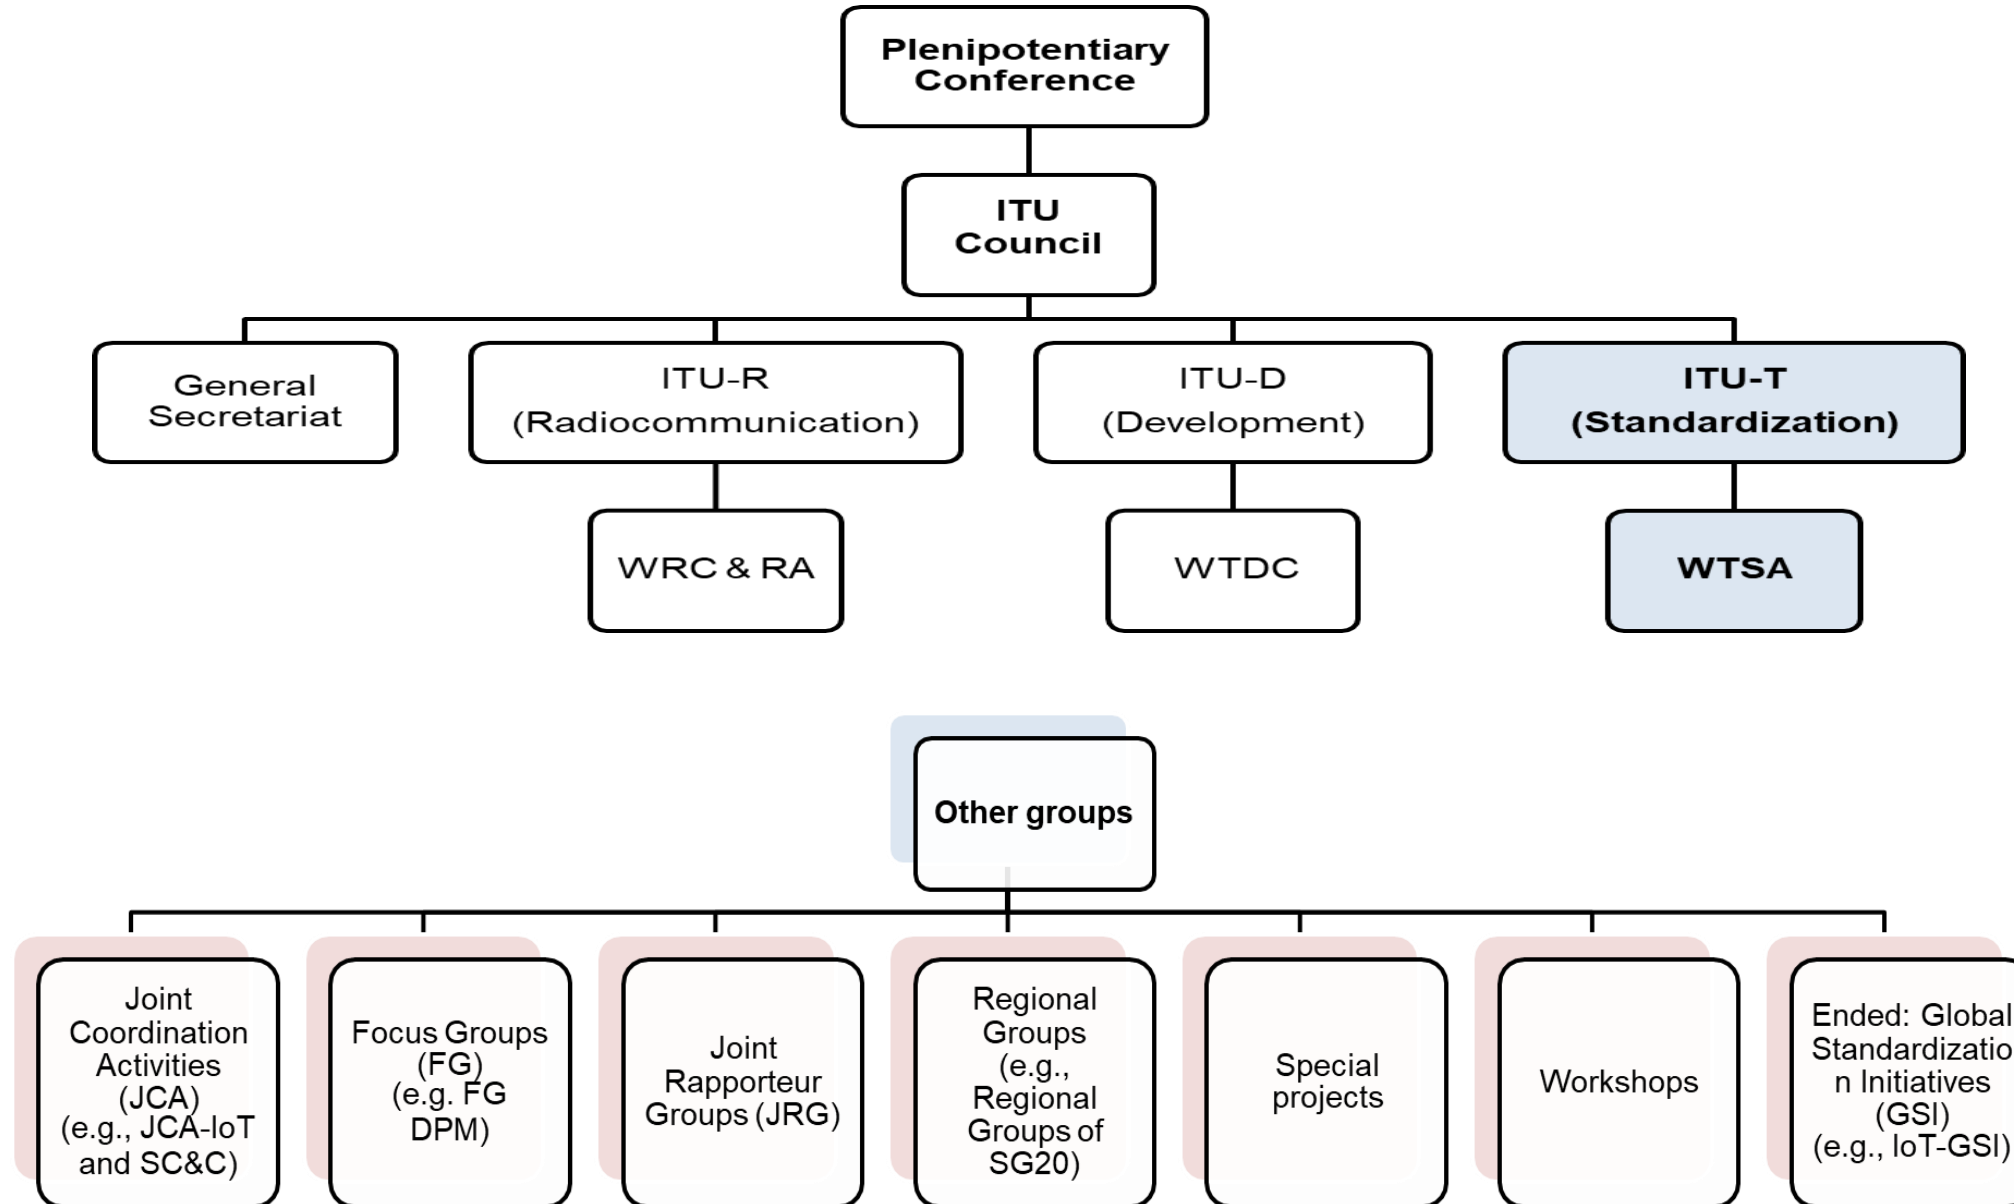 Plenipotentiary
Conference
ITU
Council
General
Secretariat
ITU-R
(Radiocommunication)
ITU-D
(Development)
ITU-T
(Standardization)
WRC & RA
WTDC
WTSA
Other groups
Joint
Coordination
Activities
(JCA)
(e.g., JCA-IoT
and SC&C)
Focus Groups
(FG)
(e.g. FG
DPM)
Joint
Rapporteur
Groups (JRG)
Regional
Groups
(e.g.,
Regional
Groups of
SG20)
Special
projects
Workshops
Ended: Global
Standardizatio
n Initiatives
(GSI)
(e.g., IoT-GSI)